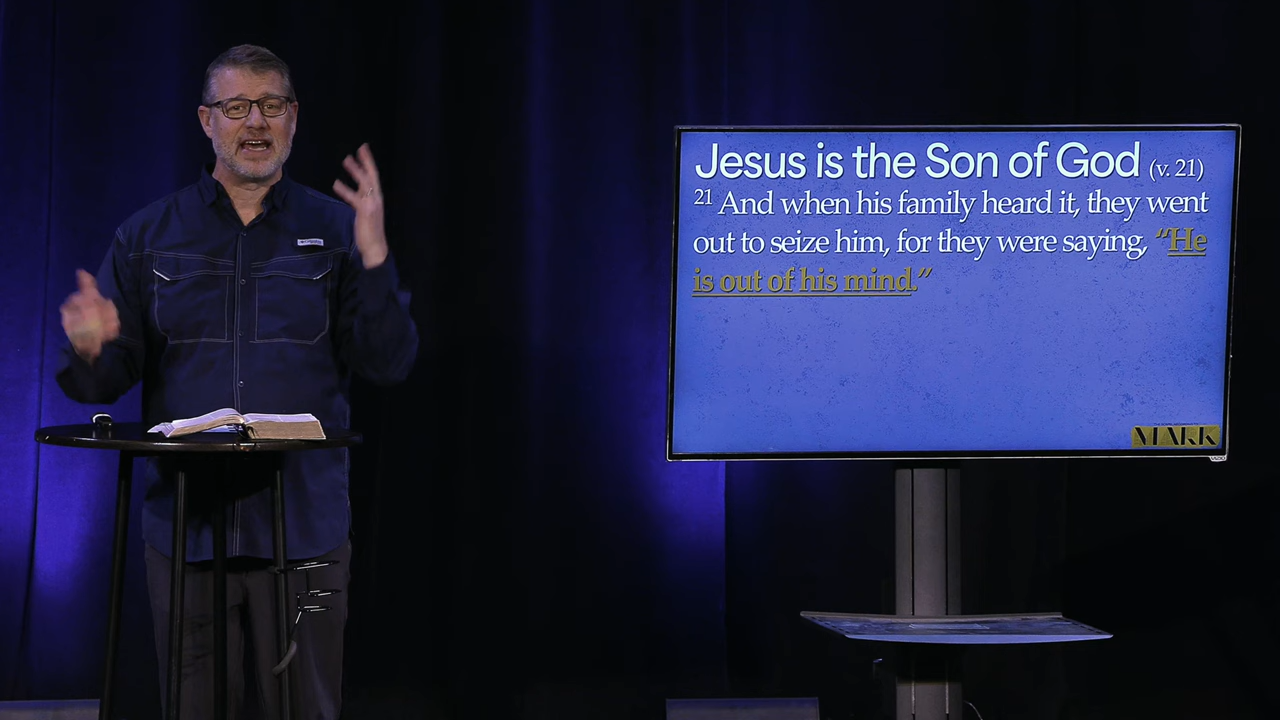 Jesus is the Son of God (v. 21)
21 And when his family heard it, they went
out to seize him, for they were saying, “He
is out of his mind.”
MARK